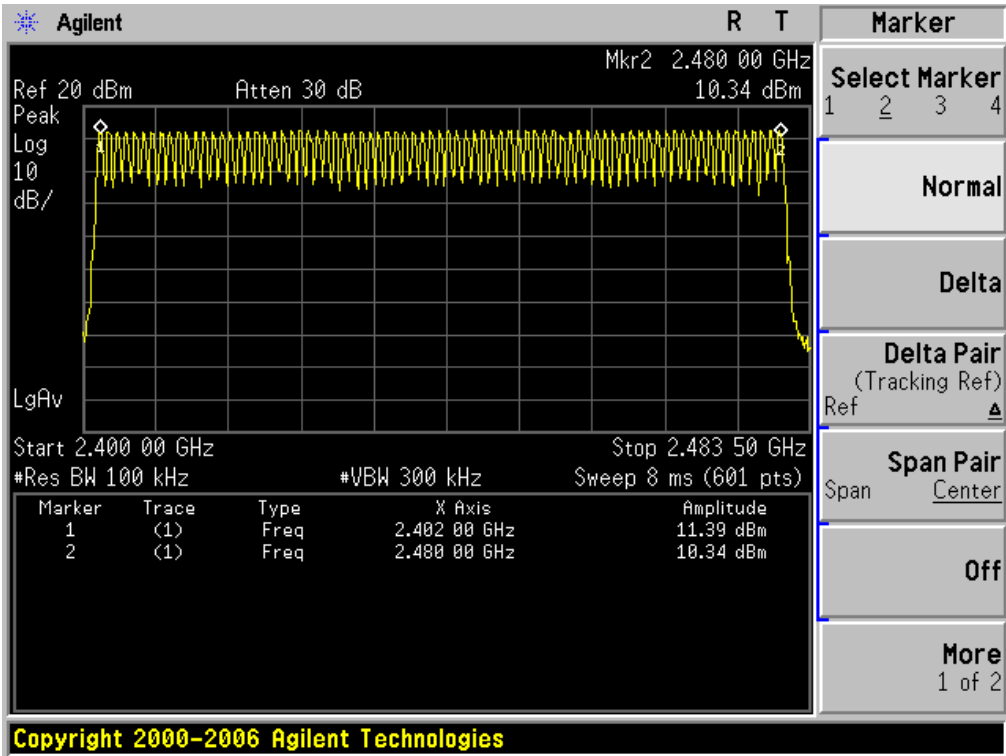 Agilent R T
Mkr2 2.480 00 GHz
Ref 20 dBm Atten 30 dB 10.34 dBm
Peak
Log
10
dB/
1
2
LgAv
Start 2.400 00 GHz Stop 2.483 50 GHz
#Res BW 100 kHz #VBW 300 kHz Sweep 8 ms (601 pts)
Marker Trace Type X Axis Amplitude
1 (1) Freq 2.402 00 GHz 11.39 dBm
2 (1) Freq 2.480 00 GHz 10.34 dBm
Marker
Select Marker
1 2 3 4
Normal
Delta
Delta Pair
(Tracking Ref)
Ref Δ
Span Pair
Span Center
Off
More
1 of 2
Copyright 2000-2006 Agilent Technologies